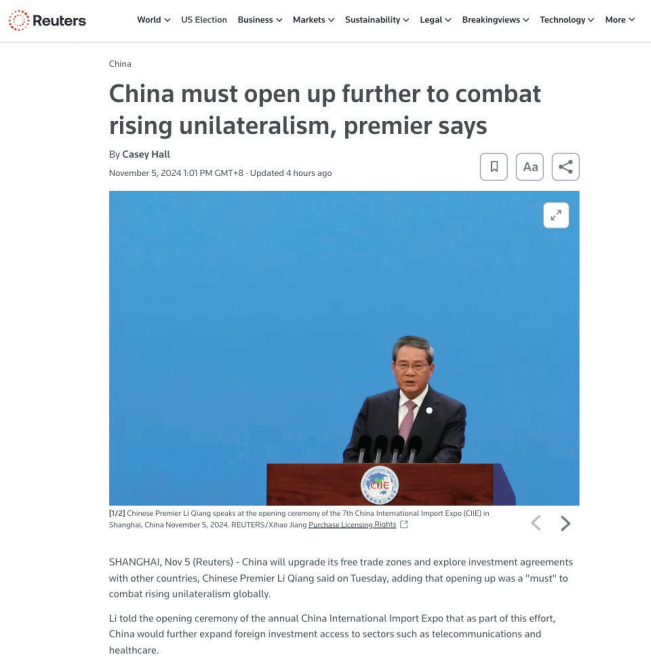 Reuters
World US Election Business Markets Sustainability Legal Breakingviews Technology More
China
China must open up further to combat
rising unilateralism, premier says
By Casey Hall
November 5, 2024 1:01 PM GMT+8 · Updated 4 hours ago
Aa
CIIE
[1/2] Chinese Premier Li Qiang speaks at the opening ceremony of the 7th China International Import Expo (CIIE) in
Shanghai, China November 5, 2024. REUTERS/Xihao Jiang Purchase Licensing Rights
SHANGHAI, Nov 5 (Reuters) - China will upgrade its free trade zones and explore investment agreements
with other countries, Chinese Premier Li Qiang said on Tuesday, adding that opening up was a "must" to
combat rising unilateralism globally.
Li told the opening ceremony of the annual China International Import Expo that as part of this effort,
China would further expand foreign investment access to sectors such as telecommunications and
healthcare.